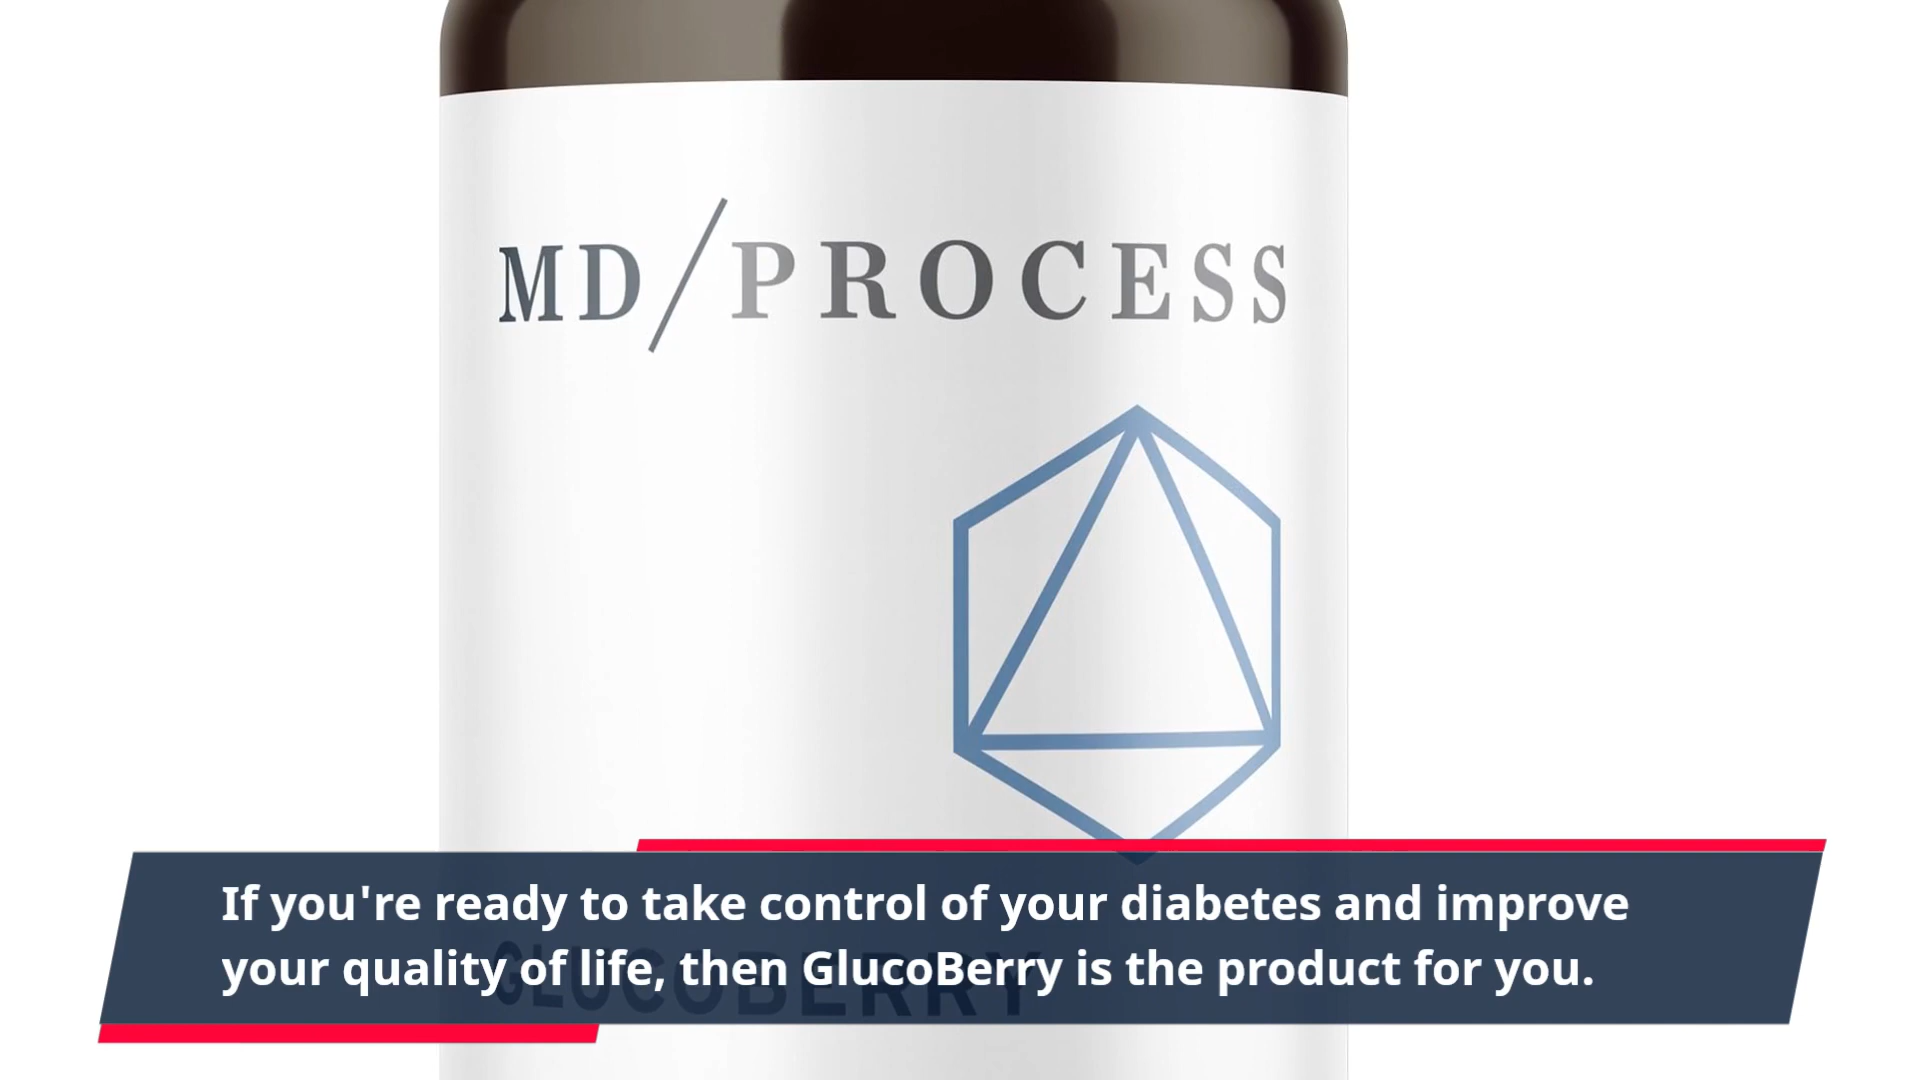 MD/PROCESS
If you're ready to take control of your diabetes and improve
your quality of life, then GlucoBerry is the product for you.
GLUCOBERRY